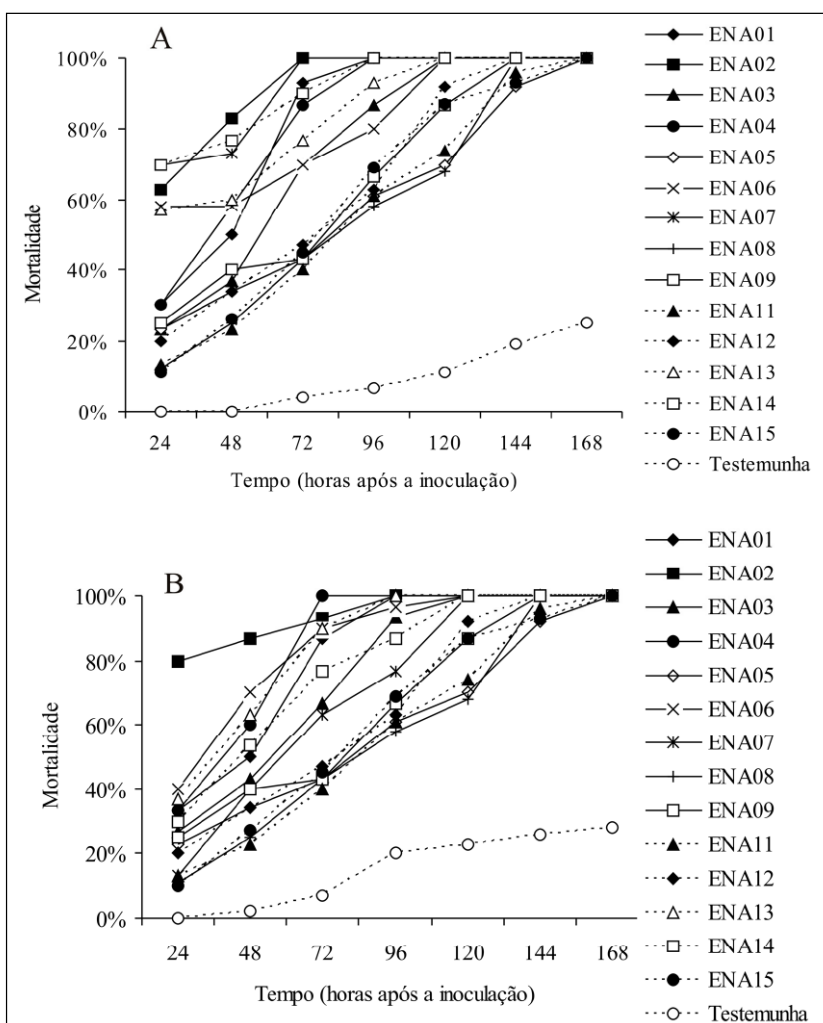 A
100%
80%
60%
40%
20%
0%
Mortalidade
24 48 72 96 120 144 168
Tempo (horas após a inoculação)
ENA01
ENA02
ENA03
ENA04
ENA05
ENA06
ENA07
ENA08
ENA09
ENA11
ENA12
ENA13
ENA14
ENA15
Testemunha
B
100%
80%
60%
40%
20%
0%
Mortalidade
24 48 72 96 120 144 168
Tempo (horas após a inoculação)
ENA01
ENA02
ENA03
ENA04
ENA05
ENA06
ENA07
ENA08
ENA09
ENA11
ENA12
ENA13
ENA14
ENA15
Testemunha